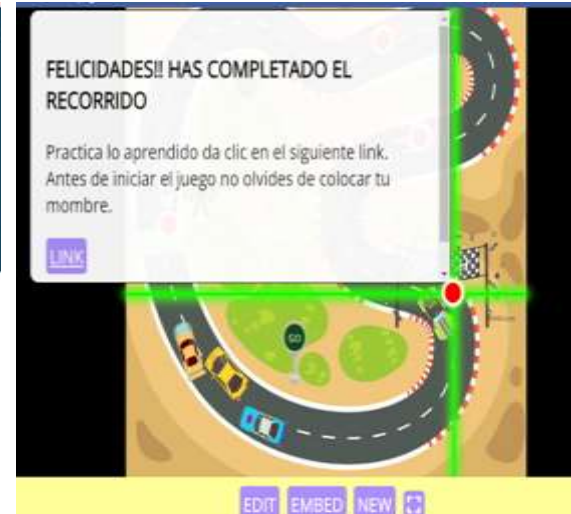 FELICIDADES!! HAS COMPLETADO EL
RECORRIDO
Practica lo aprendido da clic en el siguiente link.
Antes de iniciar el juego no olvides de colocar tu
mombre.
LINK
GO
EDIT EMBED NEW